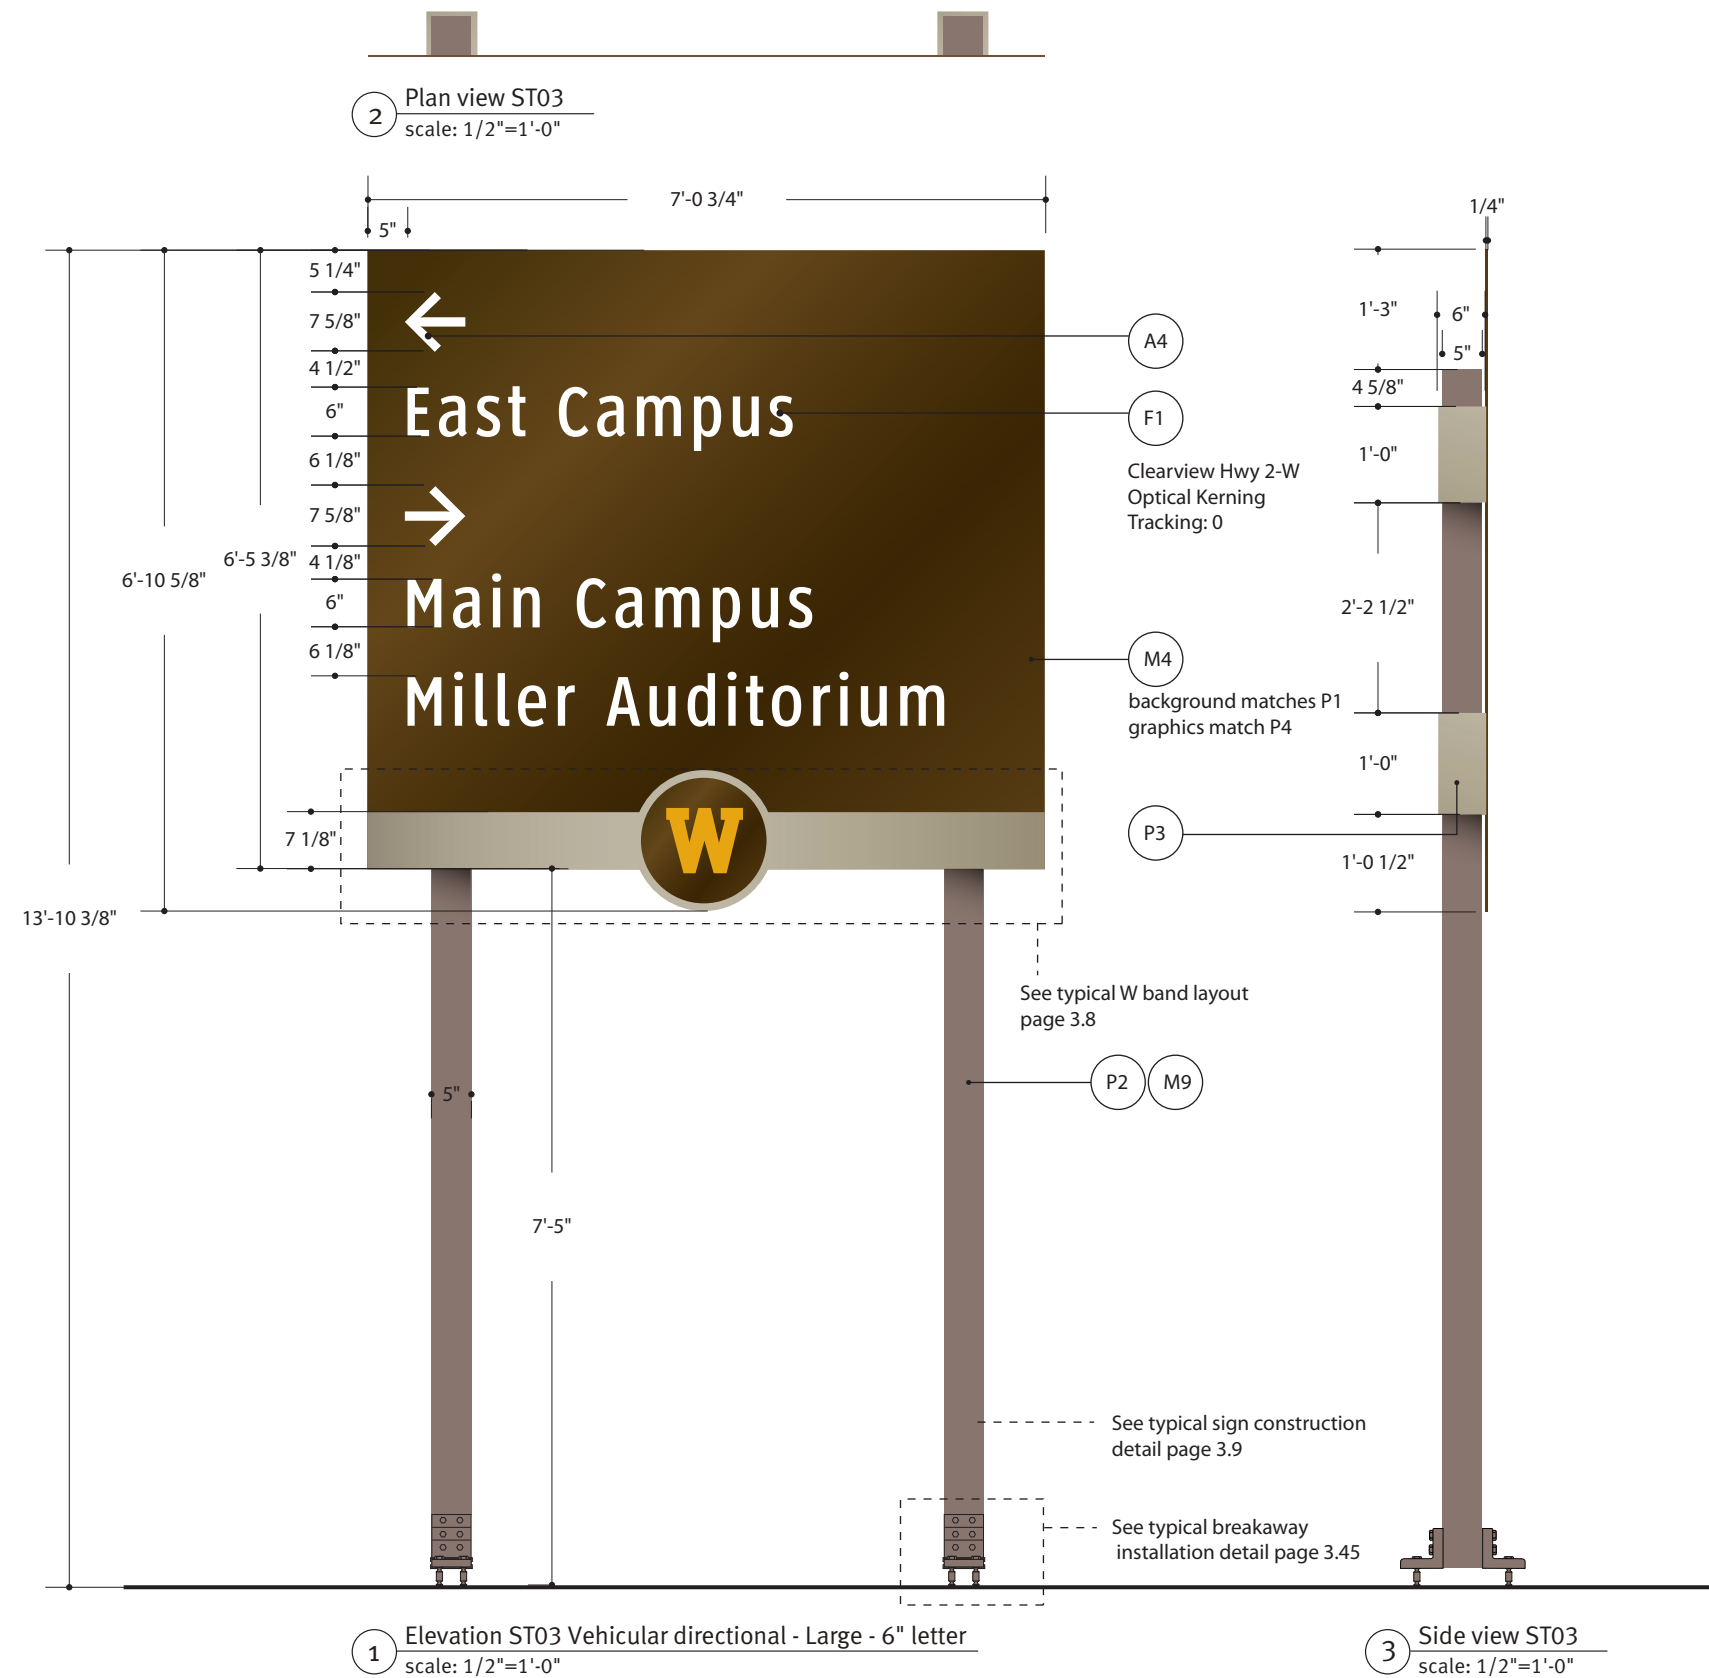 2 Plan view ST03
scale: 1/2"=1'-0"
7'-0 3/4"
5"
5 1/4"
7 5/8"
4 1/2"
6"
6 1/8"
7 5/8"
4 1/8"
6"
6 1/8"
6'-5 3/8"
6'-10 5/8"
7 1/8"
13'-10 3/8"
East Campus
Main Campus
Miller Auditorium
W
A4
F1
Clearview Hwy 2-W
Optical Kerning
Tracking: 0
M4
background matches P1
graphics match P4
P3
See typical W band layout
page 3.8
P2 M9
5"
7'-5"
See typical sign construction
detail page 3.9
See typical breakaway
installation detail page 3.45
1/4"
1'-3"
6"
5"
4 5/8"
1'-0"
2'-2 1/2"
1'-0"
1'-0 1/2"
1 Elevation ST03 Vehicular directional - Large - 6" letter
scale: 1/2"=1'-0"
3 Side view ST03
scale: 1/2"=1'-0"